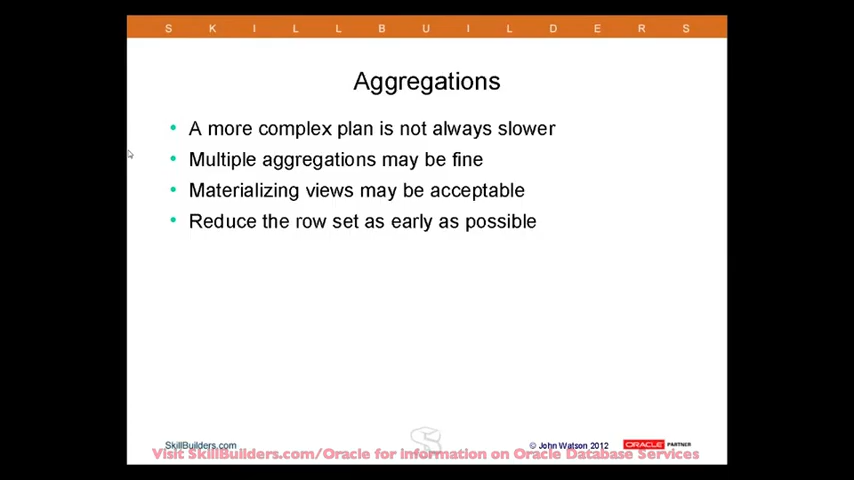 SKILLBUILDERS
Aggregations
• A more complex plan is not always slower
• Multiple aggregations may be fine
• Materializing views may be acceptable
• Reduce the row set as early as possible
SkillBuilders.com
© John Watson 2012
ORACLE PARTNER
Visit SkillBuilders.com/Oracle for information on Oracle Database Services